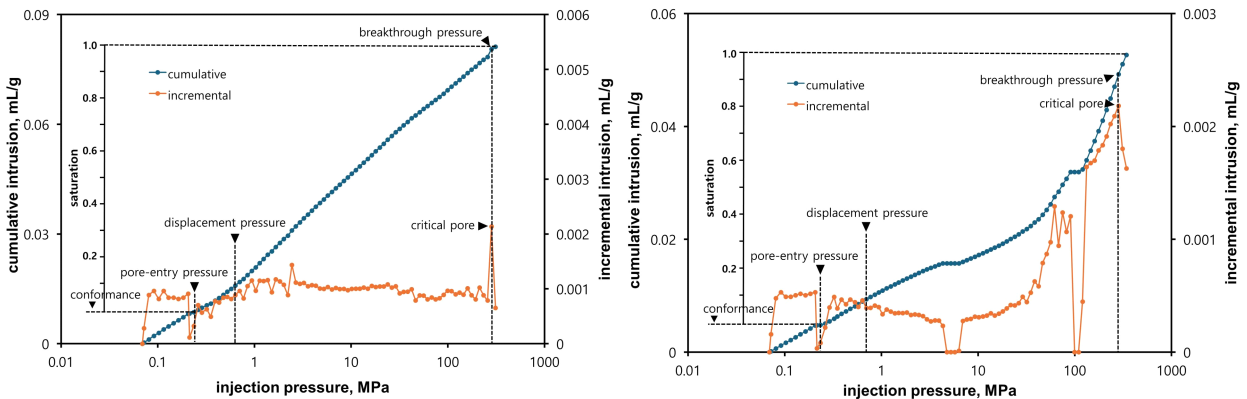 0.09
0.06
0.03
0
cumulative intrusion, mL/g
saturation
1.0
0.8
0.6
0.4
0.2
cumulative
incremental
breakthrough pressure
displacement pressure
critical pore
pore-entry pressure
conformance
0.006
0.005
0.004
0.003
0.002
0.001
0
incremental intrusion, mL/g
0.01
0.1
1
10
100
1000
injection pressure, MPa
0.06
0.04
0.02
0
cumulative intrusion, mL/g
saturation
1.0
0.8
0.6
0.4
0.2
cumulative
incremental
breakthrough pressure
critical pore
displacement pressure
pore-entry pressure
conformance
0.003
0.002
0.001
0
incremental intrusion, mL/g
0.01
0.1
1
10
100
1000
injection pressure, MPa